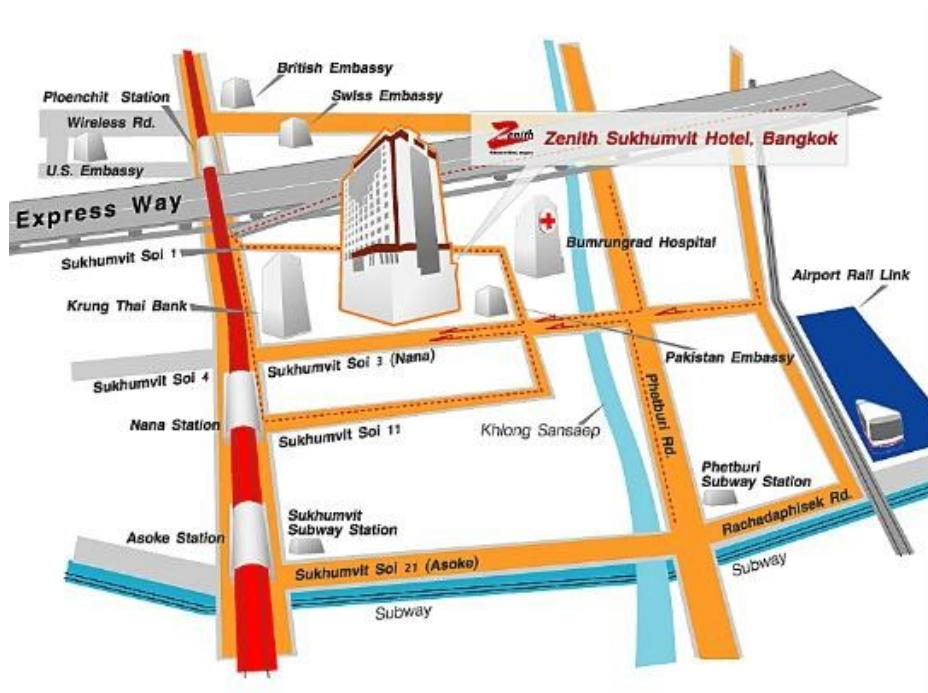 British Embassy
Ploenchit Station
Swiss Embassy
Wireless Rd.
Zenith
Zenith Sukhumvit Hotel, Bangkok
U.S. Embassy
Express Way
Bumrungrad Hospital
Sukhumvit Soi 1
Airport Rail Link
Krung Thai Bank
Pakistan Embassy
Sukhumvit Soi 3 (Nana)
Sukhumvit Soi 4
Phetburi Rd.
Nana Station
Sukhumvit Soi 11
Khlong Sansaep
Phetburi
Subway Station
Rachadaphisek Rd.
Sukhumvit
Subway Station
Asoke Station
Sukhumvit Soi 21 (Asoke)
Subway
Subway